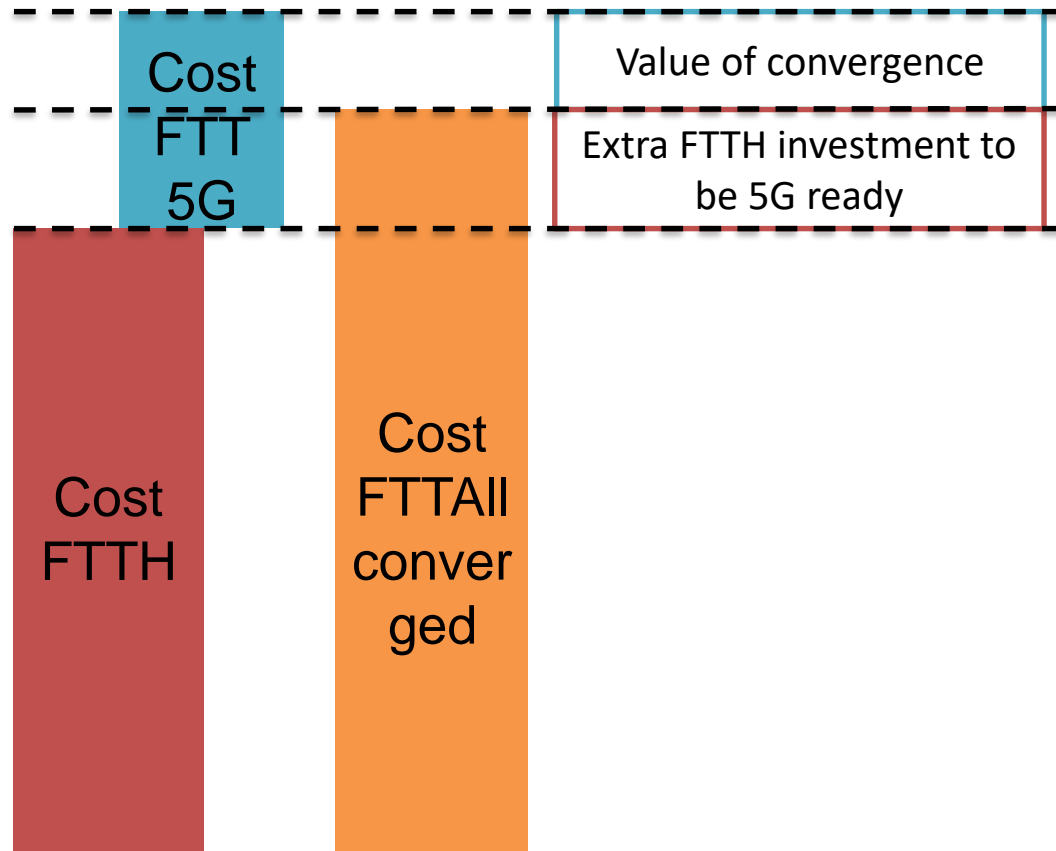 Cost
FTT
5G
Value of convergence
Extra FTTH investment to
be 5G ready
Cost
FTTH
Cost
FTTAll
conver
ged